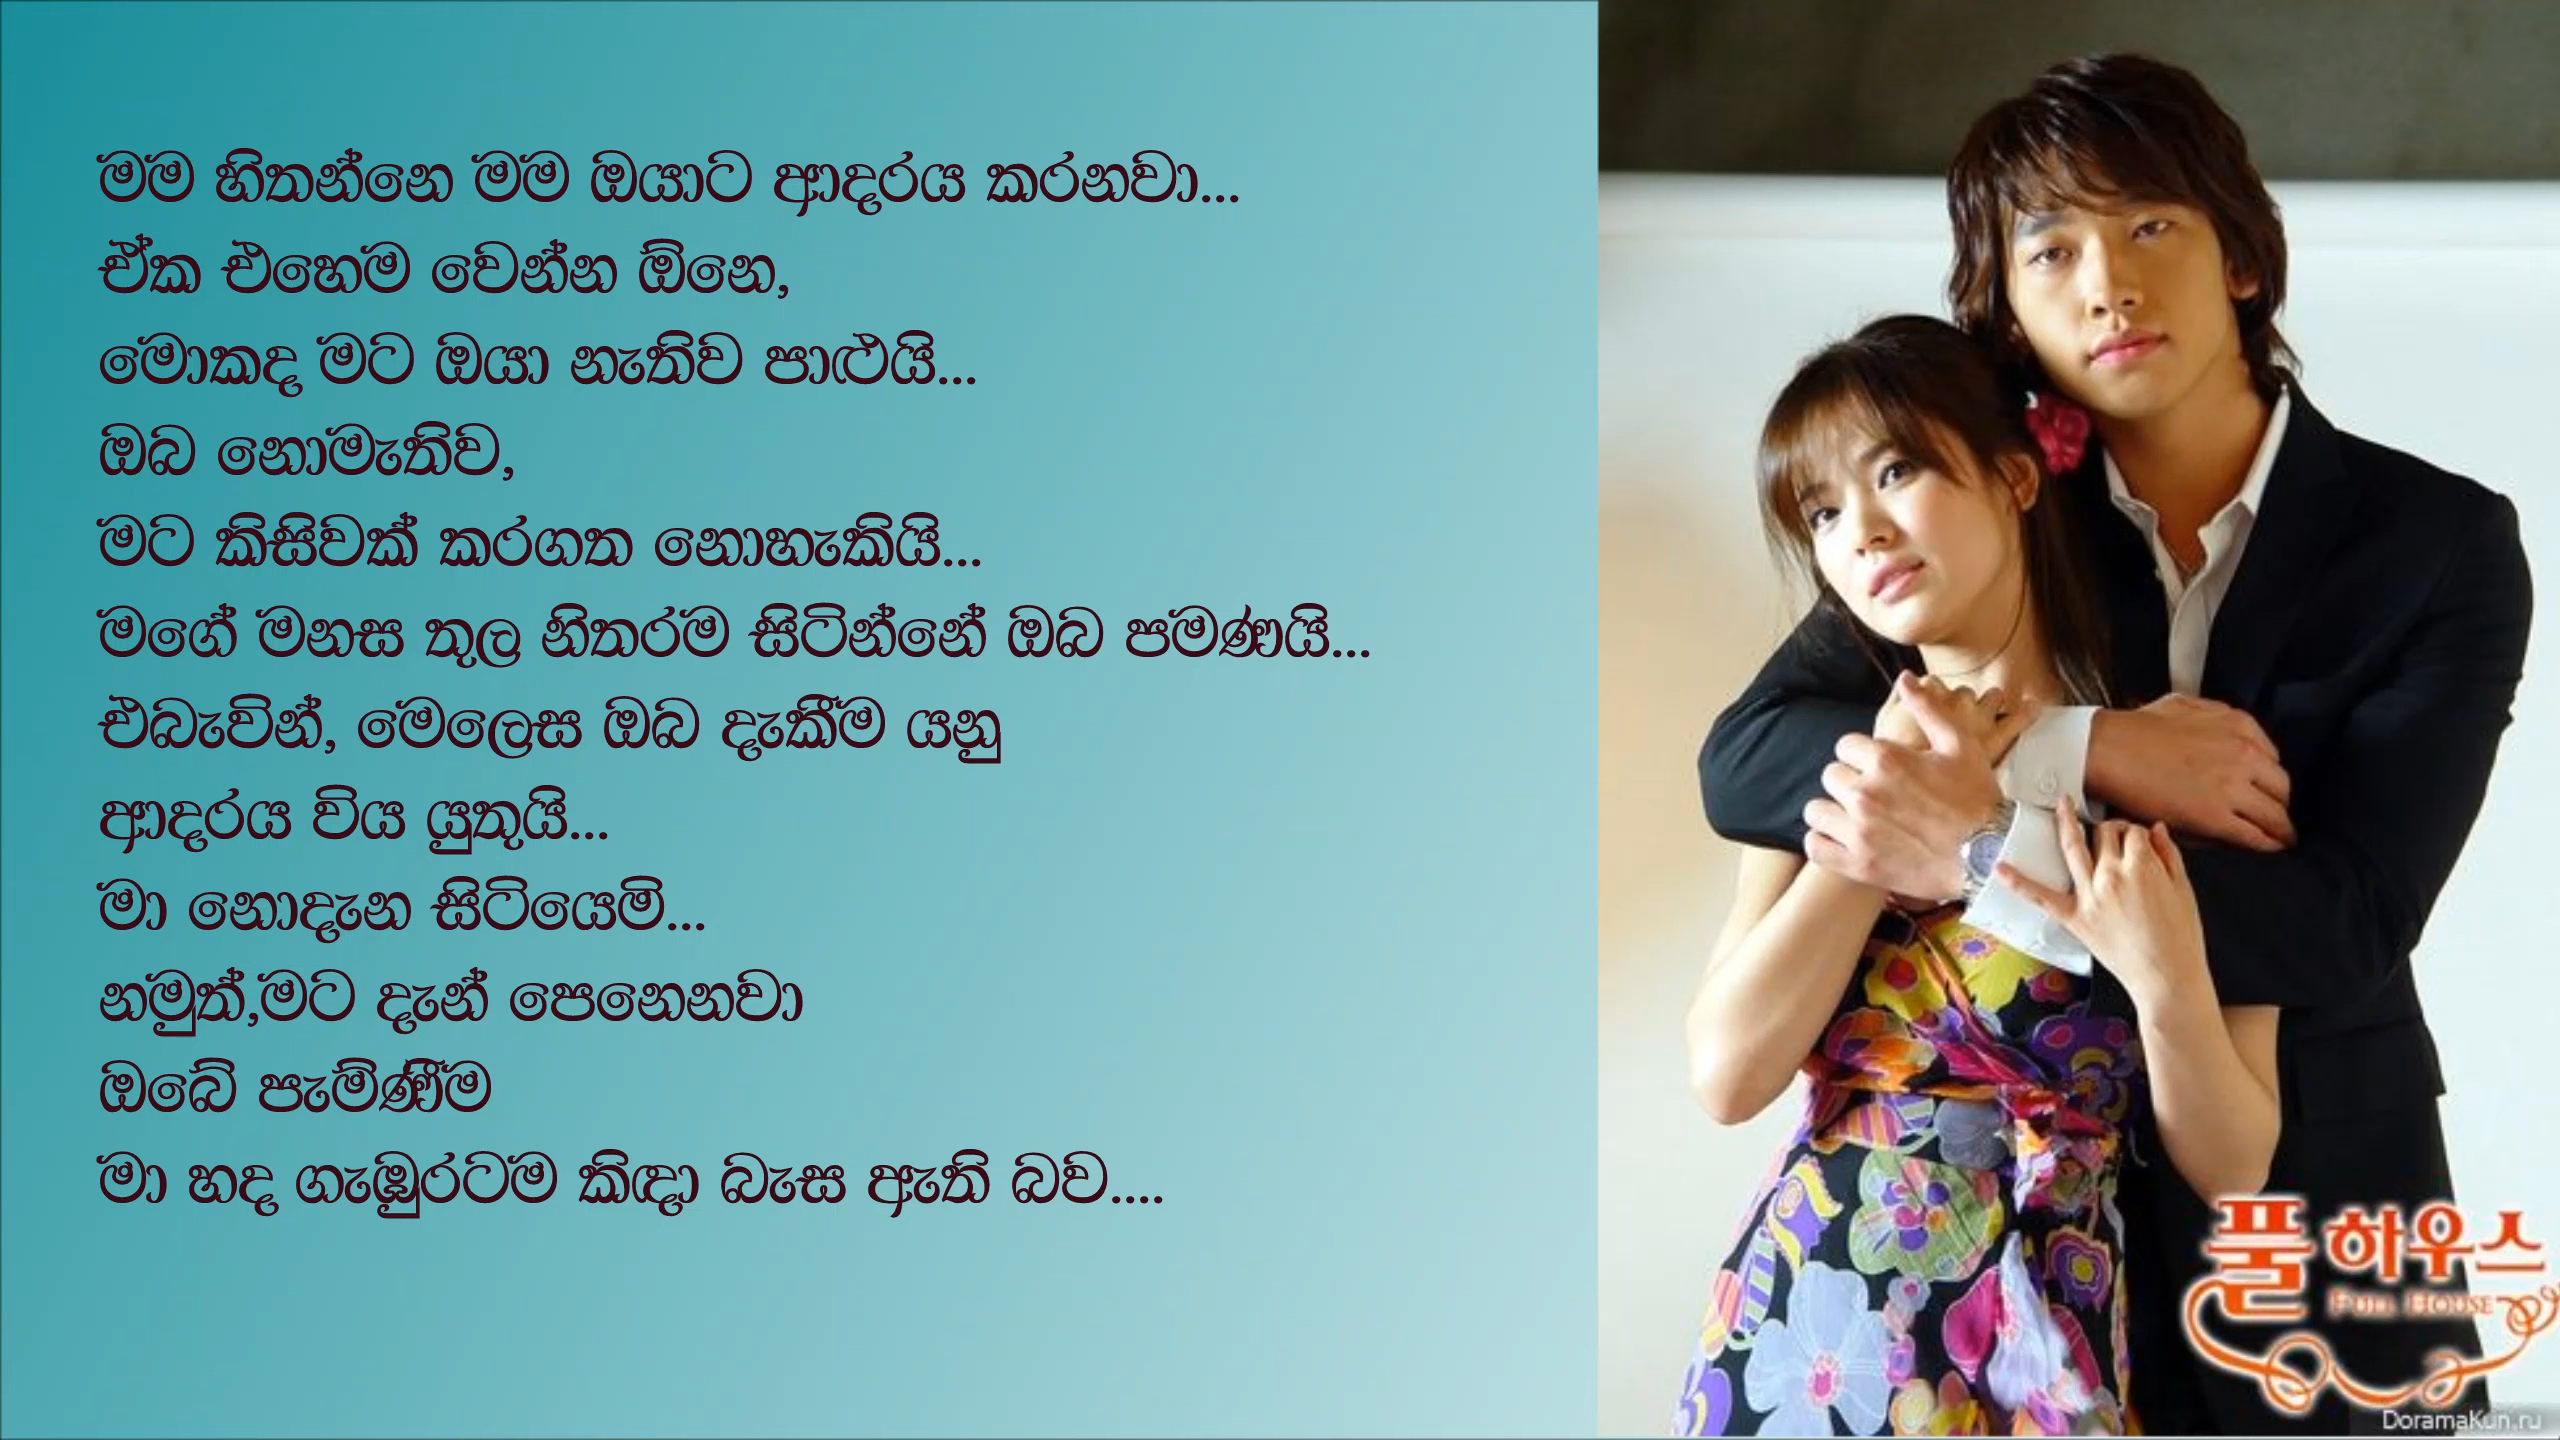 මම හිතන්නෙ මම ඔයාට ආදරය කරනවා...
ඒක එහෙම වෙන්න ඕනෙ,
මොකද මට ඔයා නැතිව පාළුයි...
ඔබ නොමැතිව,
මට කිසිවක් කරගත නොහැකියි...
මගේ මනස තුල නිතරම සිටින්නේ ඔබ පමණයි...
එබැවින්, මෙලෙස ඔබ දැකීම යනු
ආදරය විය යුතුයි...
මා නොදැන සිටියෙමි...
නමුත්,මට දැන් පෙනෙනවා
ඔබේ පැම්ණීම
මා හද ගැඹුරටම කිඳා බැස ඇති බව....
풀하우스
FULL HOUSE
DoramaKun.ru